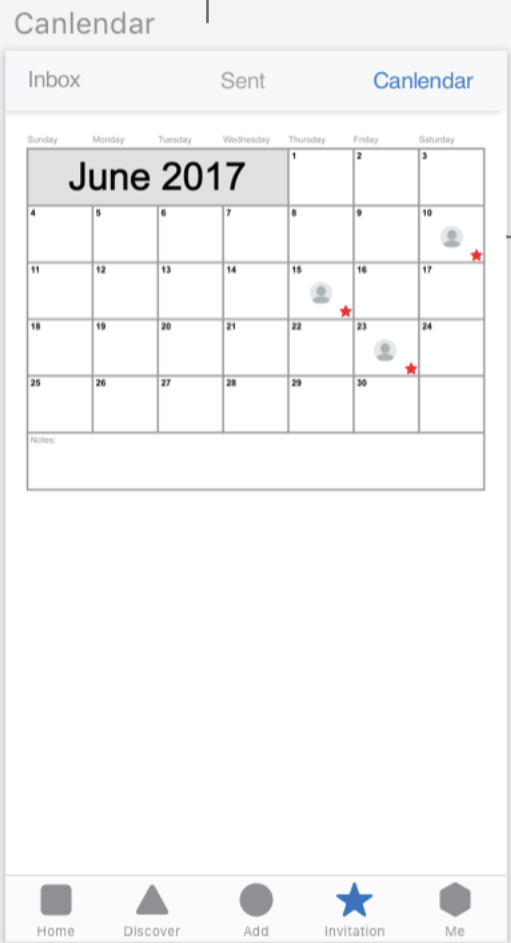 Canlendar
Inbox Sent Canlendar
Sunday Monday Tuesday Wednesday Thursday Friday Saturday
June 2017 1 2 3
4 5 6 7 8 9 10
11 12 13 14 15 16 17
18 19 20 21 22 23 24
25 26 27 28 29 30
Notes:
Home Discover Add Invitation Me